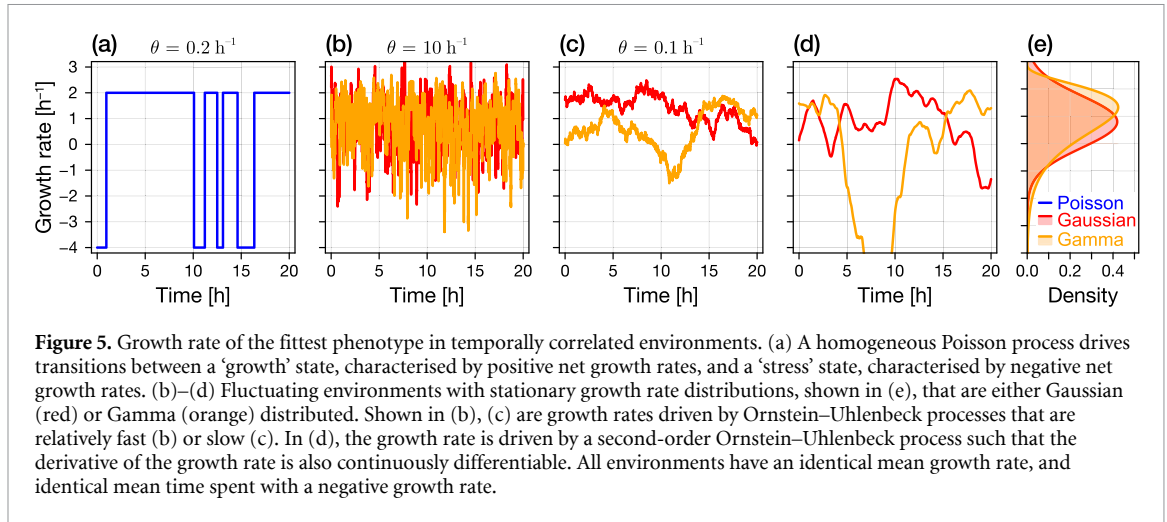 (a) θ = 0.2 h⁻¹ (b) θ = 10 h⁻¹ (c) θ = 0.1 h⁻¹ (d) (e)
Growth rate [h⁻¹]
3
2
1
0
−1
−2
−3
−4
0 5 10 15 20
Time [h]
0 5 10 15 20
Time [h]
0 5 10 15 20
Time [h]
0 5 10 15 20
Time [h]
Poisson
Gaussian
Gamma
0 0.2 0.4
Density
Figure 5. Growth rate of the fittest phenotype in temporally correlated environments. (a) A homogeneous Poisson process drives
transitions between a ‘growth’ state, characterised by positive net growth rates, and a ‘stress’ state, characterised by negative net
growth rates. (b)–(d) Fluctuating environments with stationary growth rate distributions, shown in (e), that are either Gaussian
(red) or Gamma (orange) distributed. Shown in (b), (c) are growth rates driven by Ornstein–Uhlenbeck processes that are
relatively fast (b) or slow (c). In (d), the growth rate is driven by a second-order Ornstein–Uhlenbeck process such that the
derivative of the growth rate is also continuously differentiable. All environments have an identical mean growth rate, and
identical mean time spent with a negative growth rate.